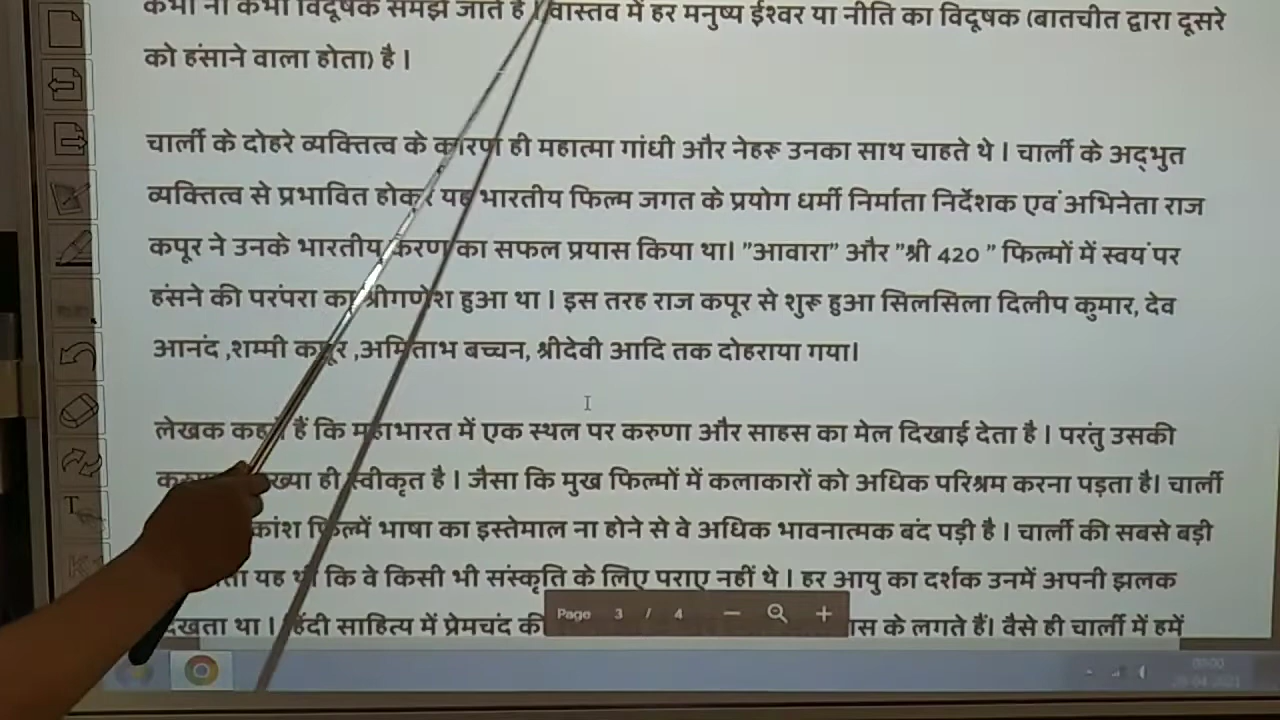 कभी ना कभी विदूषक समझे जाते हैं । वास्तव में हर मनुष्य ईश्वर या नीति का विदूषक (बातचीत द्वारा दूसरे
को हंसाने वाला होता) है ।
चार्ली के दोहरे व्यक्तित्व के कारण ही महात्मा गांधी और नेहरू उनका साथ चाहते थे । चार्ली के अद्भुत
व्यक्तित्व से प्रभावित होकर यह भारतीय फिल्म जगत के प्रयोग धर्मी निर्माता निर्देशक एवं अभिनेता राज
कपूर ने उनके भारतीय करण का सफल प्रयास किया था। "आवारा" और "श्री 420 " फिल्मों में स्वयं पर
हंसने की परंपरा का श्रीगणेश हुआ था । इस तरह राज कपूर से शुरू हुआ सिलसिला दिलीप कुमार, देव
आनंद ,शम्मी कपूर ,अमिताभ बच्चन, श्रीदेवी आदि तक दोहराया गया।
लेखक कहते हैं कि महाभारत में एक स्थल पर करुणा और साहस का मेल दिखाई देता है । परंतु उसकी
ख्या ही स्वीकृत है । जैसा कि मुख फिल्मों में कलाकारों को अधिक परिश्रम करना पड़ता है। चार्ली
कांश फिल्में भाषा का इस्तेमाल ना होने से वे अधिक भावनात्मक बंद पड़ी है । चार्ली की सबसे बड़ी
यह थी कि वे किसी भी संस्कृति के लिए पराए नहीं थे । हर आयु का दर्शक उनमें अपनी झलक
देखता था । हिंदी साहित्य में प्रेमचंद की के लगते हैं। वैसे ही चार्ली में हमें
Page 3 / 4